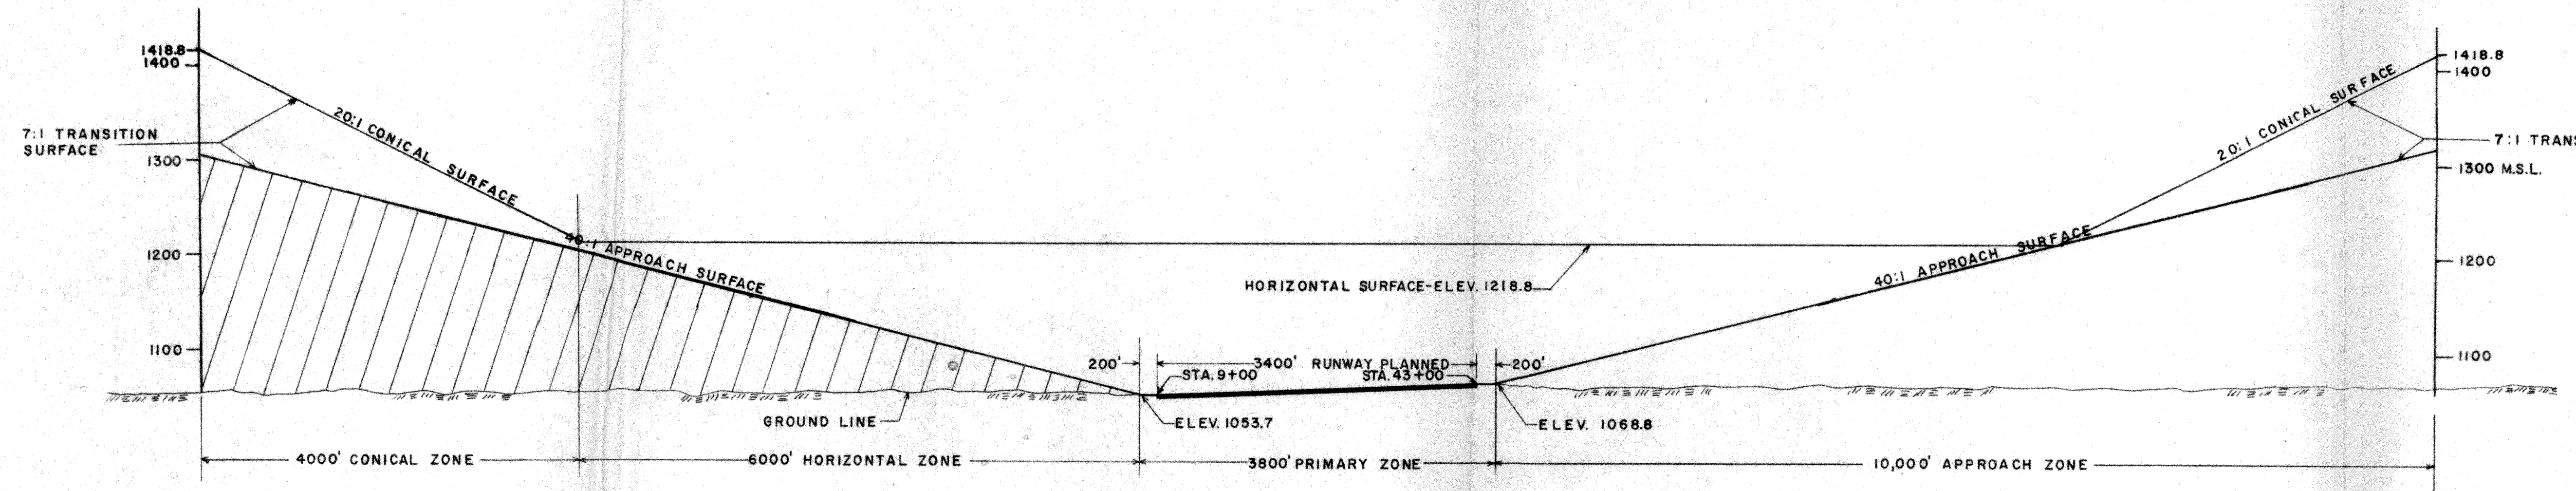 1418.8
1400
1300
1200
1100
7:1 TRANSITION
SURFACE
20:1 CONICAL SURFACE
40:1 APPROACH SURFACE
HORIZONTAL SURFACE-ELEV. 1218.8
200'
3400' RUNWAY PLANNED
200'
STA. 9+00
STA. 43+00
GROUND LINE
ELEV. 1053.7
ELEV. 1068.8
4000' CONICAL ZONE
6000' HORIZONTAL ZONE
3800' PRIMARY ZONE
10,000' APPROACH ZONE
40:1 APPROACH SURFACE
20:1 CONICAL SURFACE
1418.8
1400
7:1 TRANS
1300 M.S.L.
1200
1100